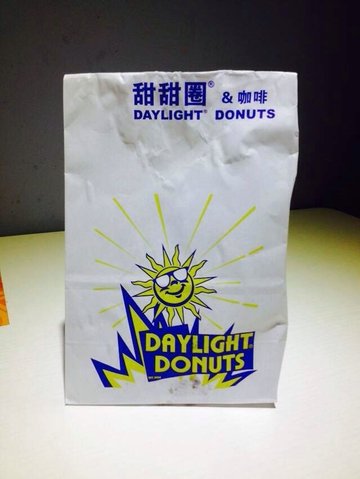 甜甜圈® & 咖啡
DAYLIGHT® DONUTS
DAYLIGHT
DONUTS